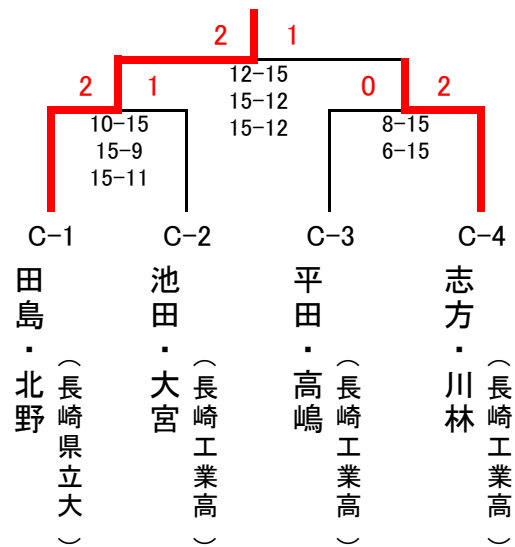 2 1
12-15
15-12
15-12
2 1
0 2
10-15
15-9
15-11
8-15
6-15
C-1
C-2
C-3
C-4
田島・北野
（長崎県立大）
池田・大宮
（長崎工業高）
平田・高嶋
（長崎工業高）
志方・川林
（長崎工業高）